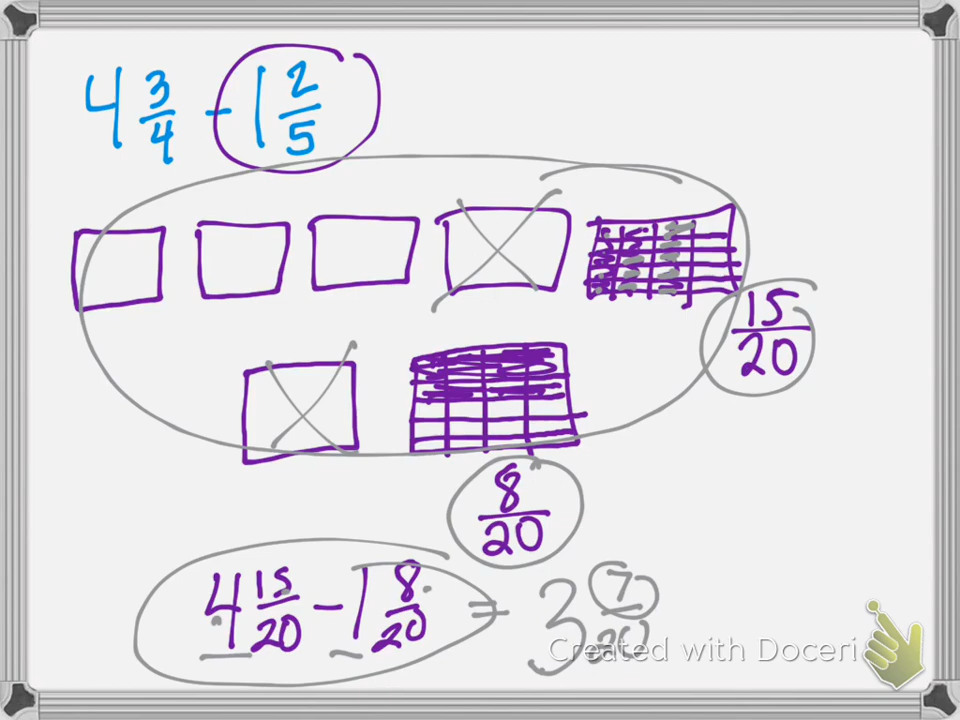 4 3/4 - 1 2/5
15/20
8/20
4 15/20 - 1 8/20 = 3 7/20
Created with Doceri